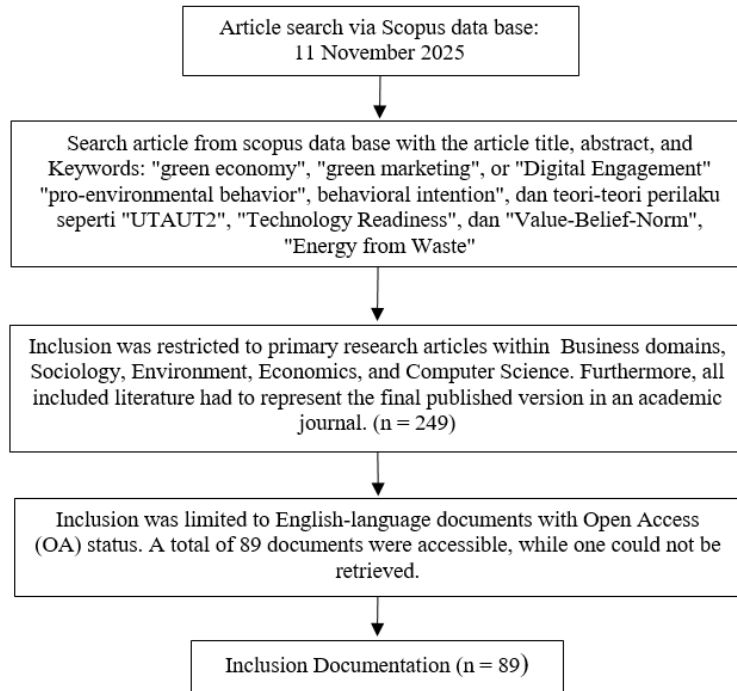 Article search via Scopus data base:
11 November 2025
Search article from scopus data base with the article title, abstract, and
Keywords: "green economy", "green marketing", or "Digital Engagement"
"pro-environmental behavior", behavioral intention", dan teori-teori perilaku
seperti "UTAUT2", "Technology Readiness", dan "Value-Belief-Norm",
"Energy from Waste"
Inclusion was restricted to primary research articles within Business domains,
Sociology, Environment, Economics, and Computer Science. Furthermore, all
included literature had to represent the final published version in an academic
journal. (n = 249)
Inclusion was limited to English-language documents with Open Access
(OA) status. A total of 89 documents were accessible, while one could not be
retrieved.
Inclusion Documentation (n = 89)